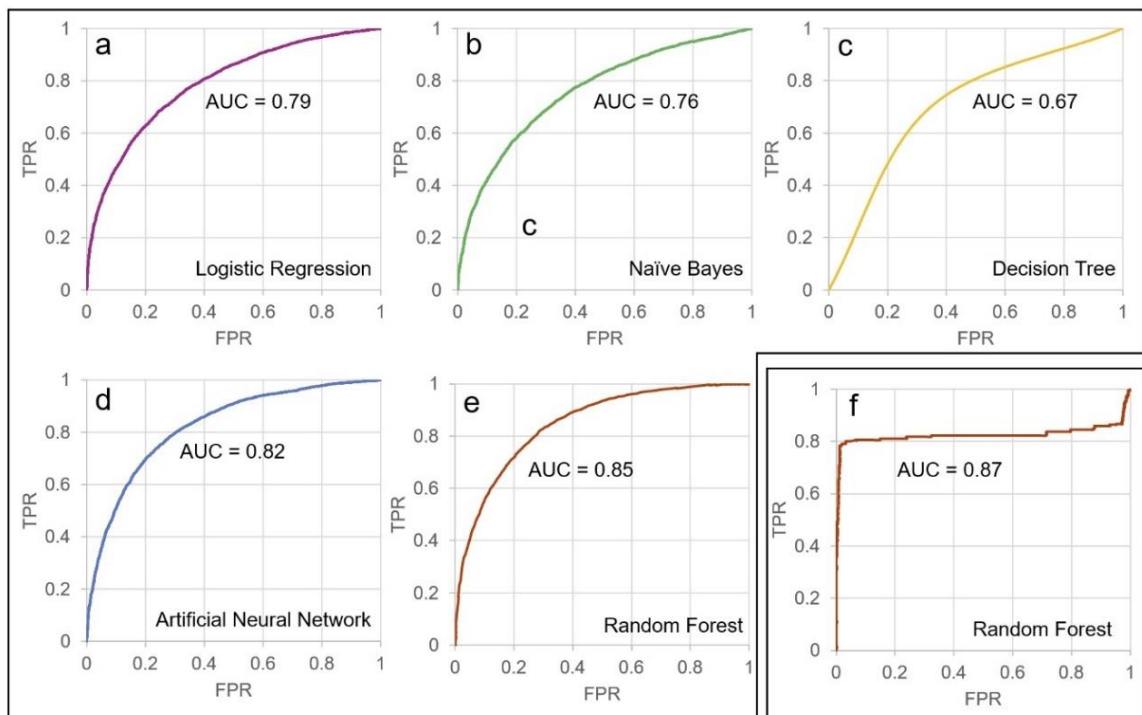 a
AUC = 0.79
Logistic Regression
TPR
FPR
0
0.2
0.4
0.6
0.8
1
0
0.2
0.4
0.6
0.8
1
b
AUC = 0.76
c
Naïve Bayes
TPR
FPR
0
0.2
0.4
0.6
0.8
1
0
0.2
0.4
0.6
0.8
1
c
AUC = 0.67
Decision Tree
TPR
FPR
0
0.2
0.4
0.6
0.8
1
0
0.2
0.4
0.6
0.8
1
d
AUC = 0.82
Artificial Neural Network
TPR
FPR
0
0.2
0.4
0.6
0.8
1
0
0.2
0.4
0.6
0.8
1
e
AUC = 0.85
Random Forest
TPR
FPR
0
0.2
0.4
0.6
0.8
1
0
0.2
0.4
0.6
0.8
1
f
AUC = 0.87
Random Forest
TPR
FPR
0
0.2
0.4
0.6
0.8
1
0
0.2
0.4
0.6
0.8
1